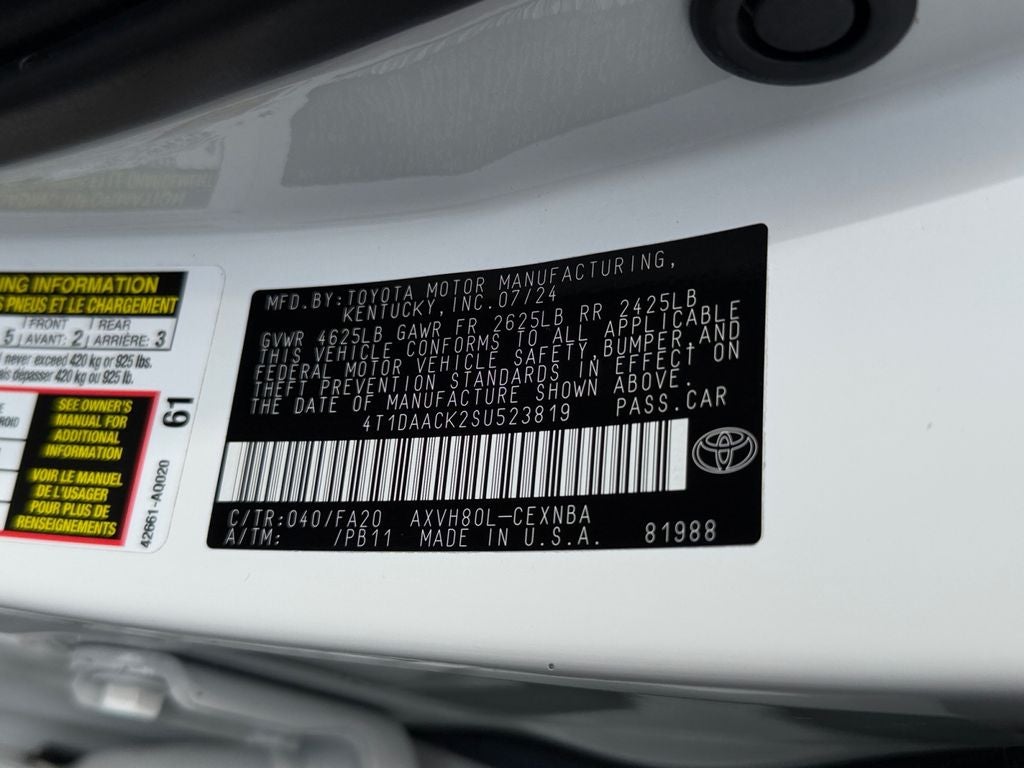 NG INFORMATION
S PNEUS ET LE CHARGEMENT
5 FRONT AVANT: 2 REAR ARRIÈRE: 3
never exceed 420 kg or 925 lbs.
dépasser 420 kg ou 925 lb.
SEE OWNER'S
MANUAL FOR
ADDITIONAL
INFORMATION
VOIR LE MANUEL
DE L'USAGER
POUR PLUS DE
RENSEIGNEMENTS
61
42661-A0020
MFD.BY:TOYOTA MOTOR MANUFACTURING,
KENTUCKY, INC. 07/24
GVWR 4625LB GAWR FR 2625LB RR 2425LB
THIS VEHICLE CONFORMS TO ALL APPLICABLE
FEDERAL MOTOR VEHICLE SAFETY,BUMPER,AND
THEFT PREVENTION STANDARDS IN EFFECT ON
THE DATE OF MANUFACTURE SHOWN ABOVE.
4T1DAACK2SU523819 PASS.CAR
C/TR:040/FA20 AXVH80L-CEXNBA
A/TM: /PB11 MADE IN U.S.A. 81988